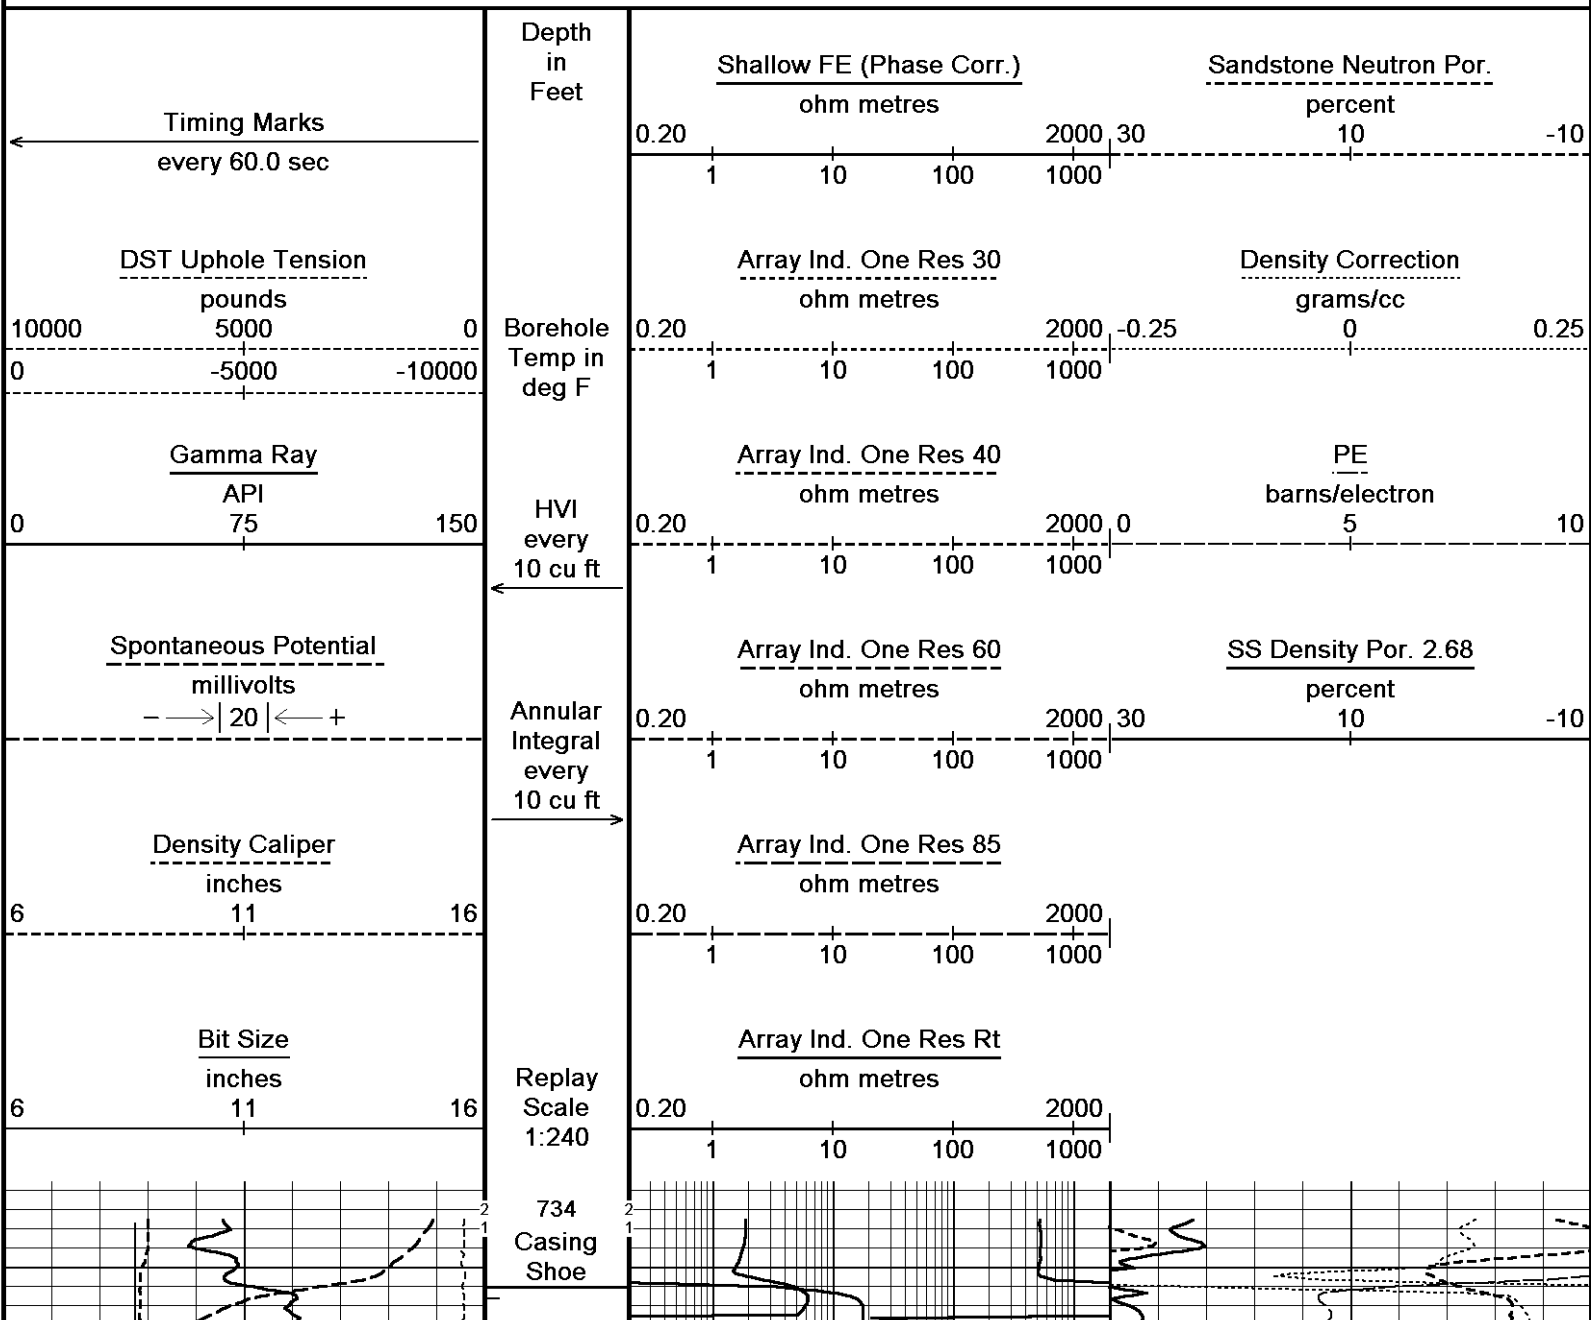 Timing Marks
every 60.0 sec
DST Uphole Tension
pounds
10000 5000 0
0 -5000 -10000
Gamma Ray
API
0 75 150
Spontaneous Potential
millivolts
− 20 +
Density Caliper
inches
6 11 16
Bit Size
inches
6 11 16
Depth
in
Feet
Borehole
Temp in
deg F
HVI
every
10 cu ft
Annular
Integral
every
10 cu ft
Replay
Scale
1:240
2 734 2
1 1
Casing
Shoe
Shallow FE (Phase Corr.)
ohm metres
0.20 2000
1 10 100 1000
Array Ind. One Res 30
ohm metres
0.20 2000
1 10 100 1000
Array Ind. One Res 40
ohm metres
0.20 2000
1 10 100 1000
Array Ind. One Res 60
ohm metres
0.20 2000
1 10 100 1000
Array Ind. One Res 85
ohm metres
0.20 2000
1 10 100 1000
Array Ind. One Res Rt
ohm metres
0.20 2000
1 10 100 1000
Sandstone Neutron Por.
percent
30 10 -10
Density Correction
grams/cc
-0.25 0 0.25
PE
barns/electron
0 5 10
SS Density Por. 2.68
percent
30 10 -10